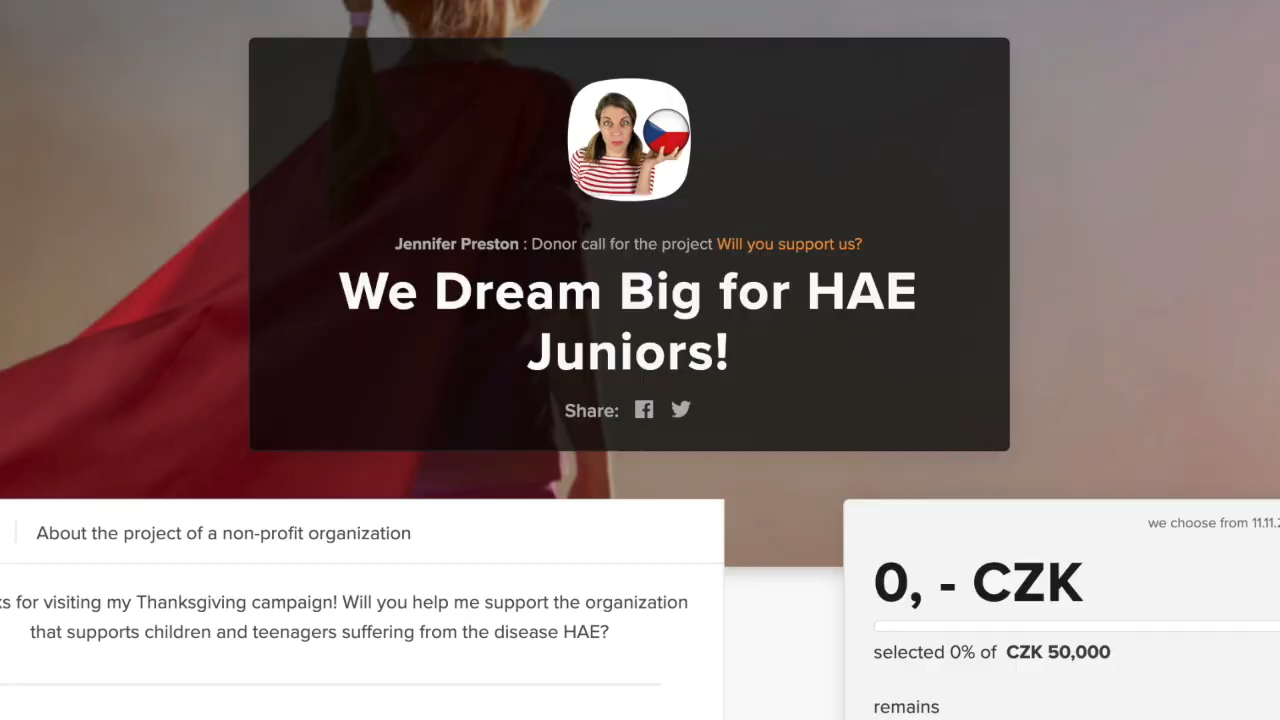 Jennifer Preston : Donor call for the project Will you support us?
We Dream Big for HAE
Juniors!
Share:
About the project of a non-profit organization
for visiting my Thanksgiving campaign! Will you help me support the organization
that supports children and teenagers suffering from the disease HAE?
we choose from 11.11.
0, - CZK
selected 0% of CZK 50,000
remains